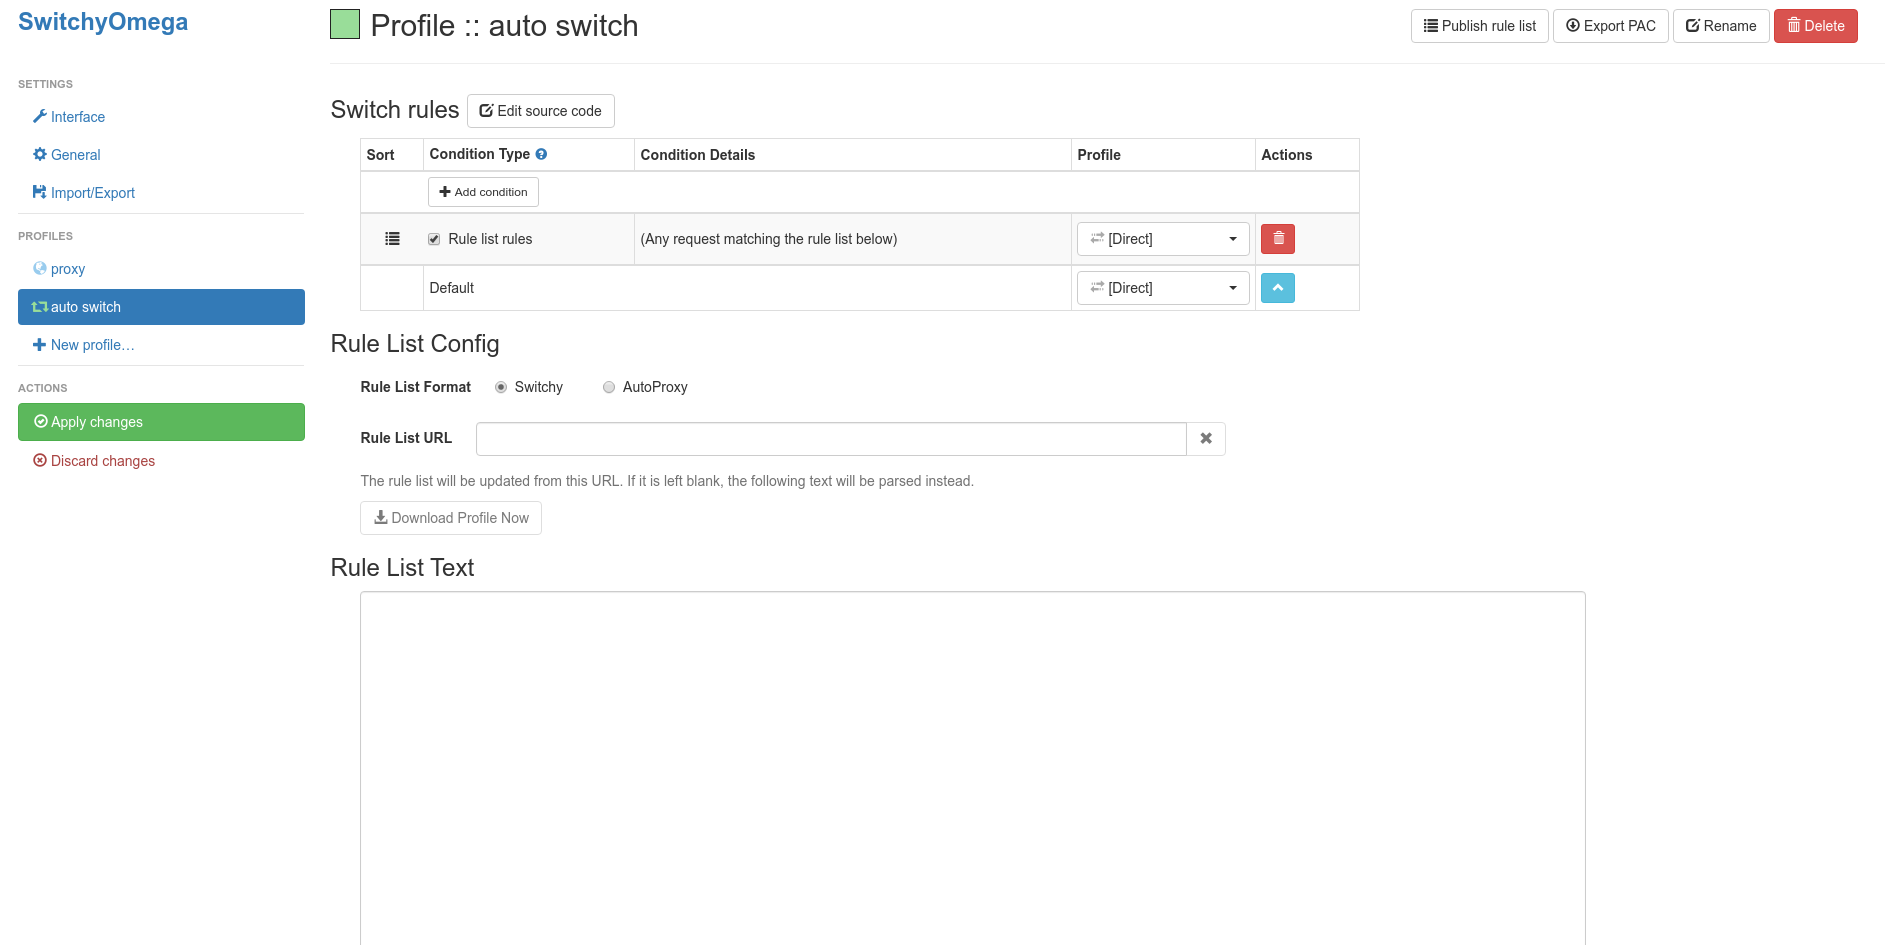 SwitchyOmega
SETTINGS
Interface
General
Import/Export
PROFILES
proxy
auto switch
New profile…
ACTIONS
Apply changes
Discard changes
Profile :: auto switch
Publish rule list
Export PAC
Rename
Delete
Switch rules Edit source code
Sort Condition Type Condition Details Profile Actions
Add condition
Rule list rules (Any request matching the rule list below) [Direct]
Default [Direct]
Rule List Config
Rule List Format Switchy AutoProxy
Rule List URL
The rule list will be updated from this URL. If it is left blank, the following text will be parsed instead.
Download Profile Now
Rule List Text